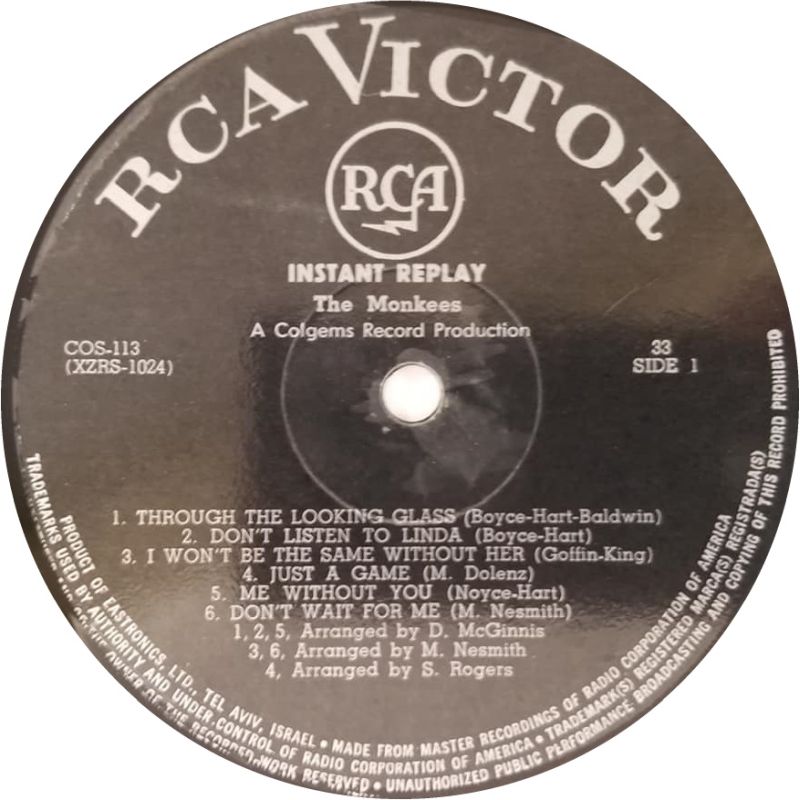 RCA VICTOR
RCA
INSTANT REPLAY
The Monkees
A Colgems Record Production
COS-113
(XZRS-1024)
33
SIDE 1
1. THROUGH THE LOOKING GLASS (Boyce-Hart-Baldwin)
2. DON'T LISTEN TO LINDA (Boyce-Hart)
3. I WON'T BE THE SAME WITHOUT HER (Goffin-King)
4. JUST A GAME (M. Dolenz)
5. ME WITHOUT YOU (Noyce-Hart)
6. DON'T WAIT FOR ME (M. Nesmith)
1, 2, 5, Arranged by D. McGinnis
3, 6, Arranged by M. Nesmith
4, Arranged by S. Rogers
PRODUCT OF EASTRONICS, LTD., TEL AVIV, ISRAEL • MADE FROM MASTER RECORDINGS OF RADIO CORPORATION OF AMERICA
TRADEMARKS USED BY AUTHORITY AND UNDER CONTROL OF RADIO CORPORATION OF AMERICA • TRADEMARK(S) REGISTERED MARCA(S) REGISTRADA(S)
OF THE OWNER OF THE RECORDED WORK RESERVED • UNAUTHORIZED PUBLIC PERFORMANCE BROADCASTING AND COPYING OF THIS RECORD PROHIBITED